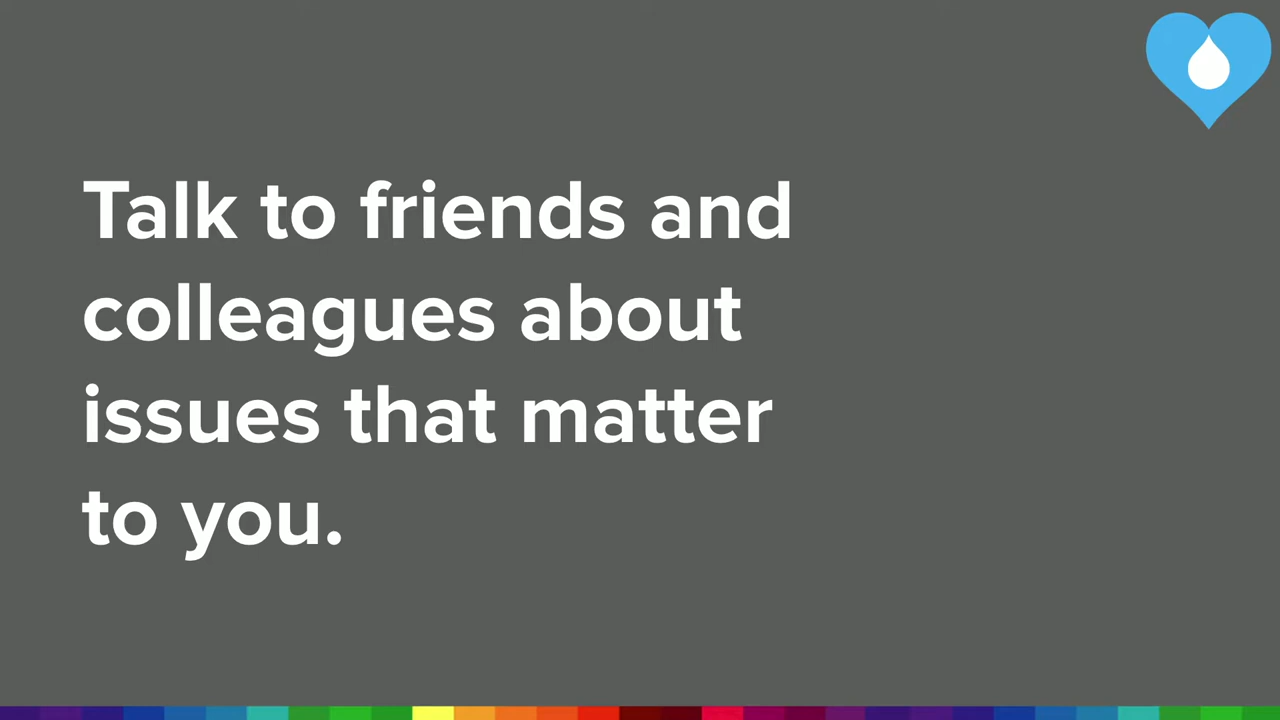 Talk to friends and
colleagues about
issues that matter
to you.